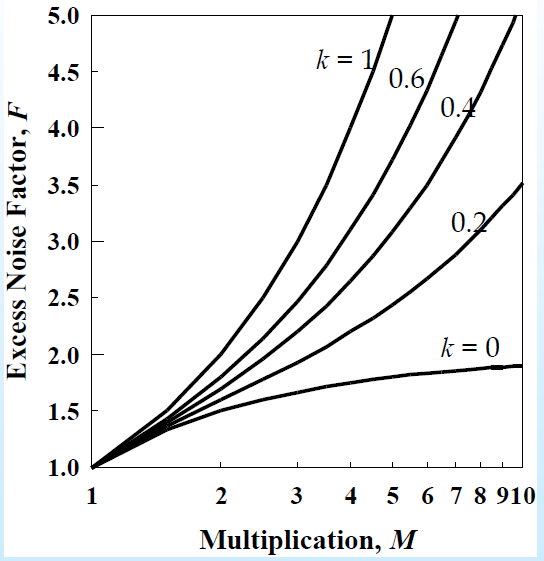 5.0
4.5
4.0
3.5
3.0
2.5
2.0
1.5
1.0
Excess Noise Factor, F
k = 1
0.6
0.4
0.2
k = 0
1 2 3 4 5 6 7 8 9 10
Multiplication, M